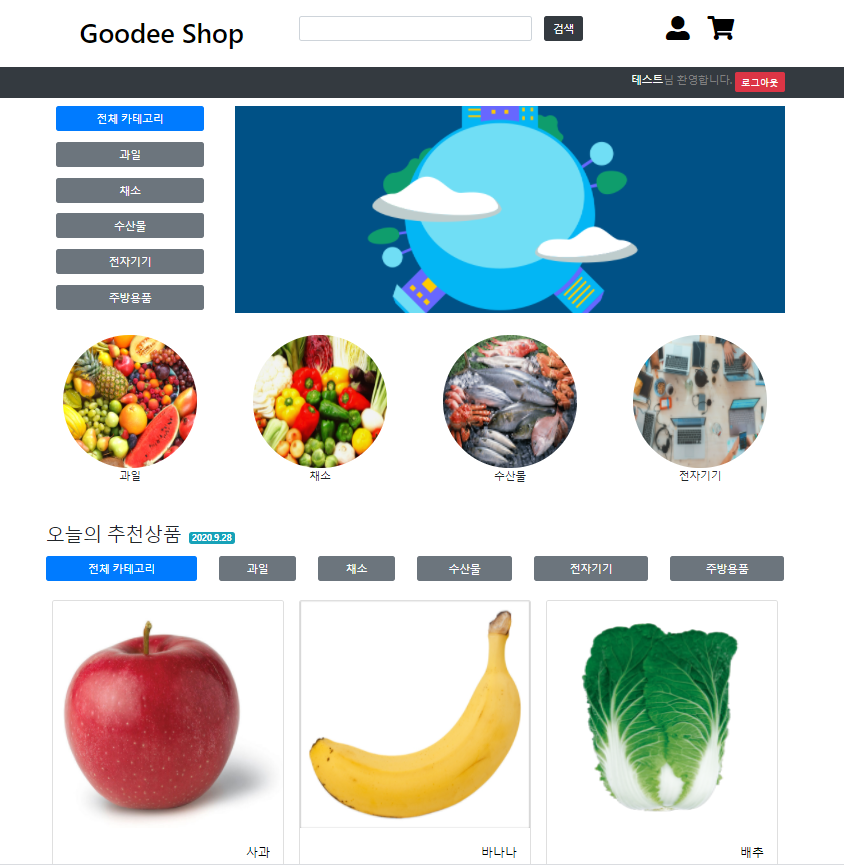 Goodee Shop
검색
테스트님 환영합니다. 로그아웃
전체 카테고리
과일
채소
수산물
전자기기
주방용품
과일 채소 수산물 전자기기
오늘의 추천상품 2020.9.28
전체 카테고리 과일 채소 수산물 전자기기 주방용품
사과 바나나 배추